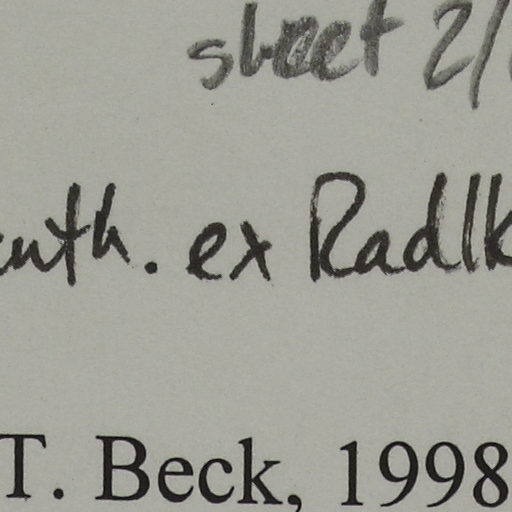 sheet 2/
enth. ex Radlk
T. Beck, 1998